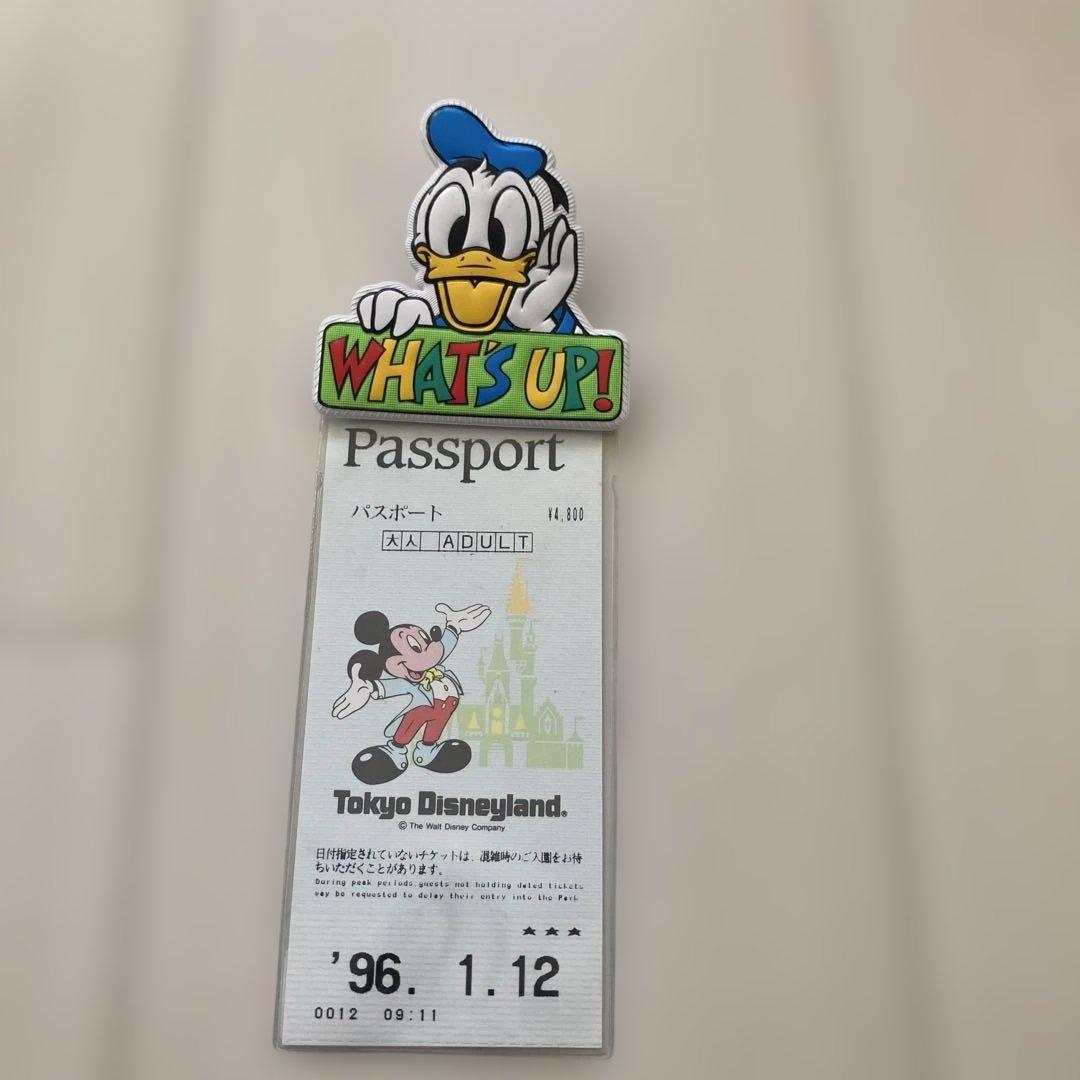 WHAT'S UP!
Passport
パスポート ¥4,800
大人 ADULT
Tokyo Disneyland®
© The Walt Disney Company
日付指定されていないチケットは、混雑時のご入園をお待
ちいただくことがあります。
During peak periods,guests not holding dated tickets
may be requested to delay their entry into the Park
★★★
'96. 1.12
0012 09:11